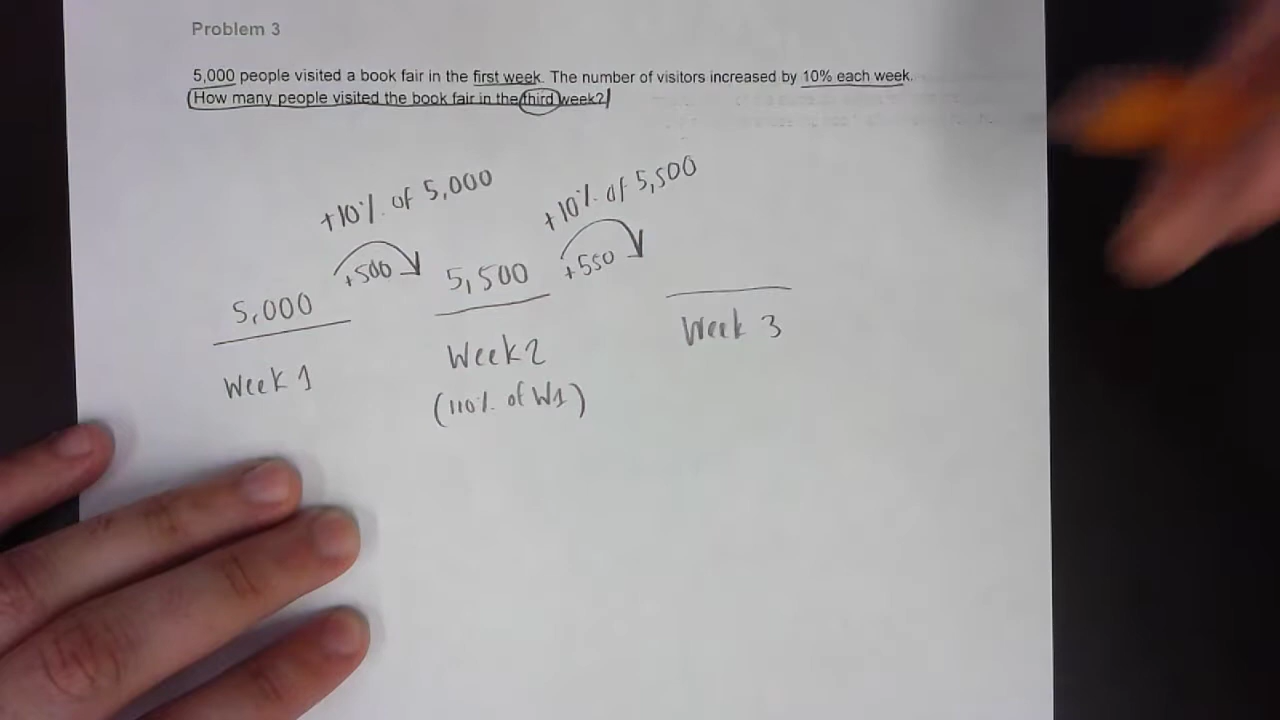 Problem 3
5,000 people visited a book fair in the first week. The number of visitors increased by 10% each week.
How many people visited the book fair in the third week?
+10% of 5,000
+10% of 5,500
+500
+550
5,000
5,500
Week 1
Week 2
Week 3
(110% of W1)